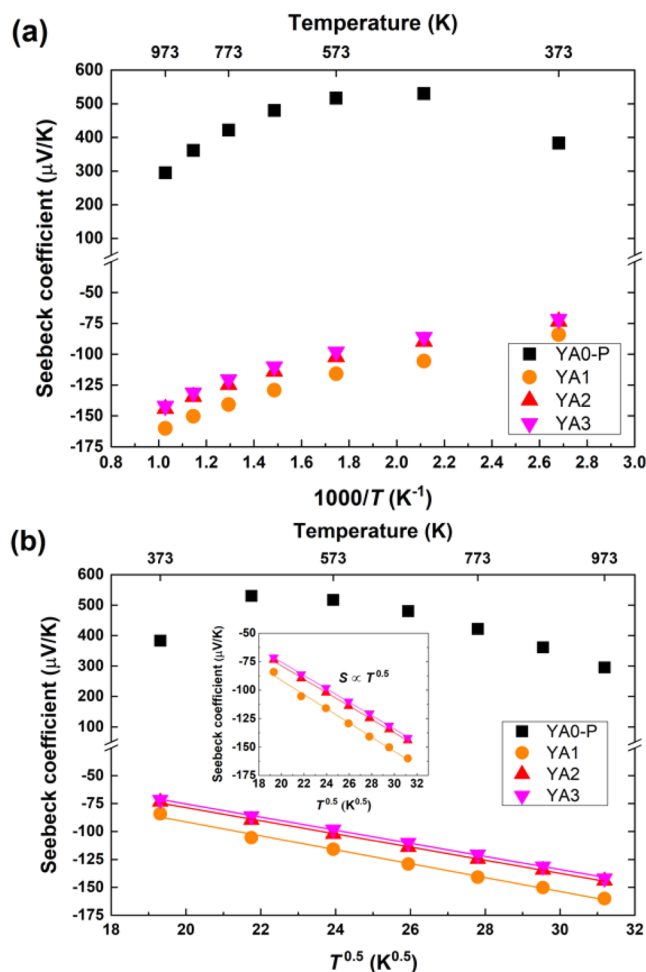 (a)
Temperature (K)
973 773 573 373
600
500
400
300
200
100
-50
-75
-100
-125
-150
-175
Seebeck coefficient (μV/K)
YA0-P
YA1
YA2
YA3
0.8 1.0 1.2 1.4 1.6 1.8 2.0 2.2 2.4 2.6 2.8 3.0
1000/T (K⁻¹)
(b)
Temperature (K)
373 573 773 973
600
500
400
300
200
100
-50
-75
-100
-125
-150
-175
Seebeck coefficient (μV/K)
-50
-75
-100
-125
-150
-175
Seebeck coefficient (μV/K)
S ∝ T⁰·⁵
18 20 22 24 26 28 30 32
T⁰·⁵ (K⁰·⁵)
YA0-P
YA1
YA2
YA3
18 20 22 24 26 28 30 32
T⁰·⁵ (K⁰·⁵)